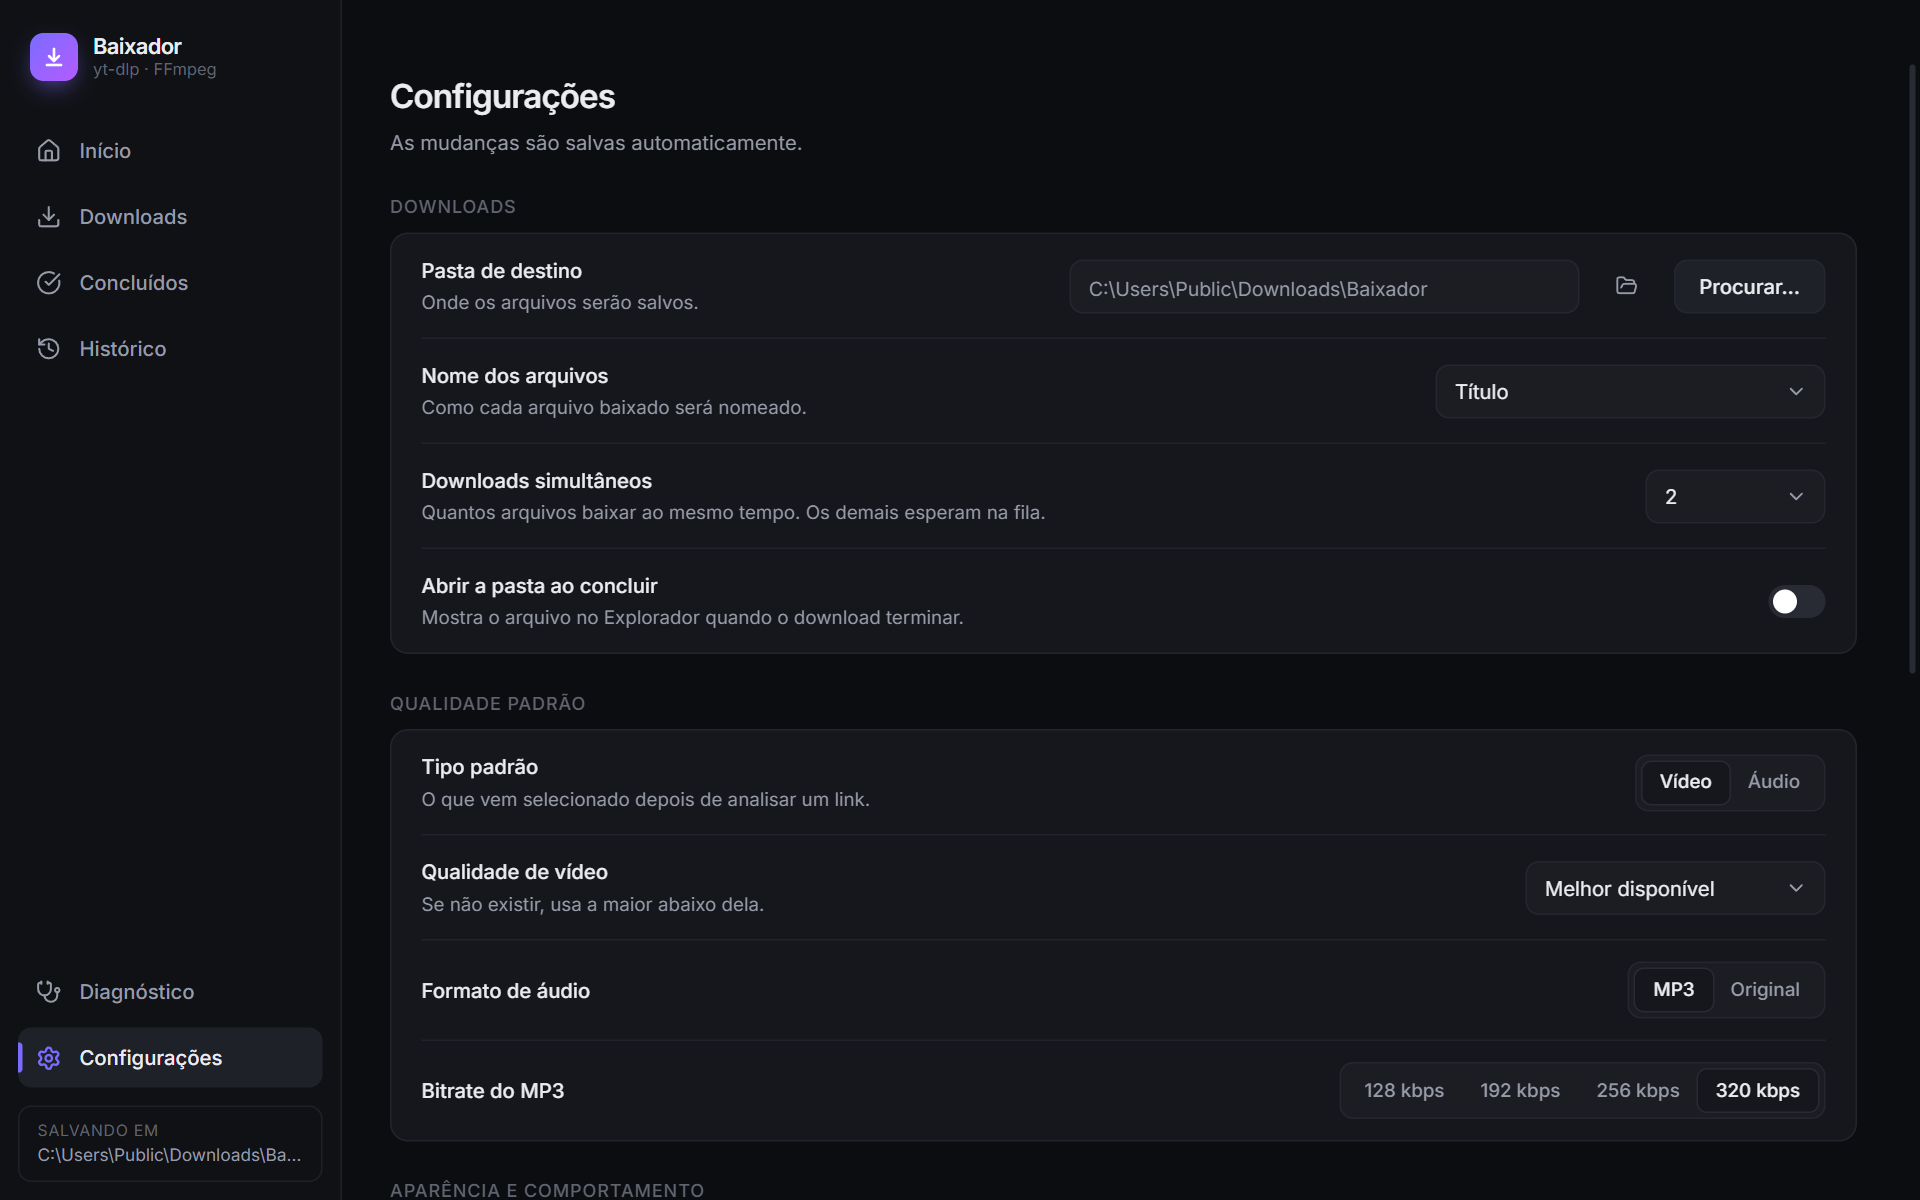 Baixador
yt-dlp · FFmpeg
Início
Downloads
Concluídos
Histórico
Diagnóstico
Configurações
SALVANDO EM
C:\Users\Public\Downloads\Ba...
Configurações
As mudanças são salvas automaticamente.
DOWNLOADS
Pasta de destino
Onde os arquivos serão salvos.
C:\Users\Public\Downloads\Baixador
Procurar...
Nome dos arquivos
Como cada arquivo baixado será nomeado.
Título
Downloads simultâneos
Quantos arquivos baixar ao mesmo tempo. Os demais esperam na fila.
2
Abrir a pasta ao concluir
Mostra o arquivo no Explorador quando o download terminar.
QUALIDADE PADRÃO
Tipo padrão
O que vem selecionado depois de analisar um link.
Vídeo Áudio
Qualidade de vídeo
Se não existir, usa a maior abaixo dela.
Melhor disponível
Formato de áudio
MP3 Original
Bitrate do MP3
128 kbps 192 kbps 256 kbps 320 kbps
APARÊNCIA E COMPORTAMENTO